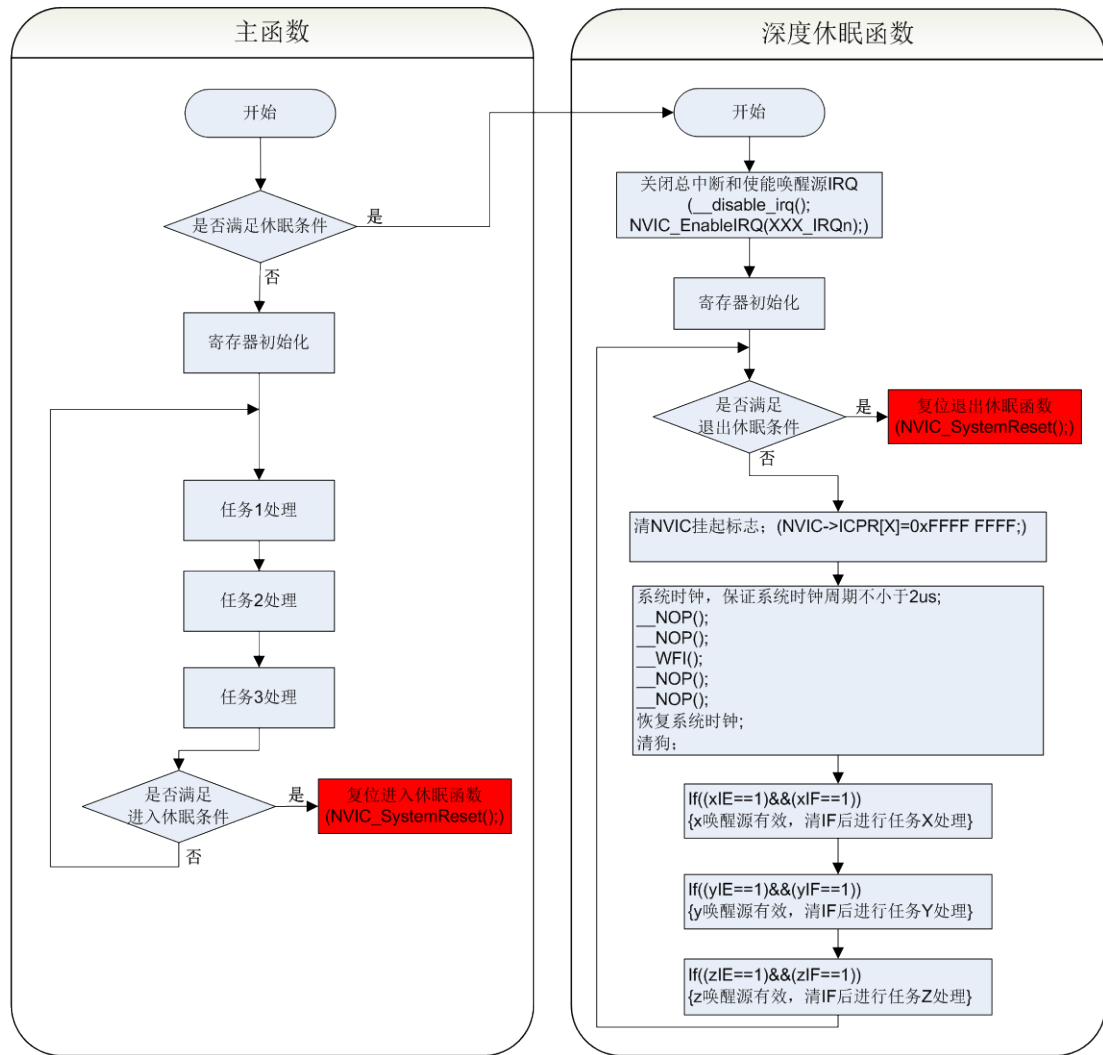 主函数
开始
是否满足休眠条件
是
否
寄存器初始化
任务1处理
任务2处理
任务3处理
是否满足
进入休眠条件
是
复位进入休眠函数
(NVIC_SystemReset();)
否
深度休眠函数
开始
关闭总中断和使能唤醒源IRQ
(__disable_irq();
NVIC_EnableIRQ(XXX_IRQn);)
寄存器初始化
是否满足
退出休眠条件
是
复位退出休眠函数
(NVIC_SystemReset();)
否
清NVIC挂起标志；(NVIC->ICPR[X]=0xFFFF FFFF;)
系统时钟，保证系统时钟周期不小于2us;
__NOP();
__NOP();
__WFI();
__NOP();
__NOP();
恢复系统时钟;
清狗；
If((xIE==1)&&(xIF==1))
{x唤醒源有效，清IF后进行任务X处理}
If((yIE==1)&&(yIF==1))
{y唤醒源有效，清IF后进行任务Y处理}
If((zIE==1)&&(zIF==1))
{z唤醒源有效，清IF后进行任务Z处理}